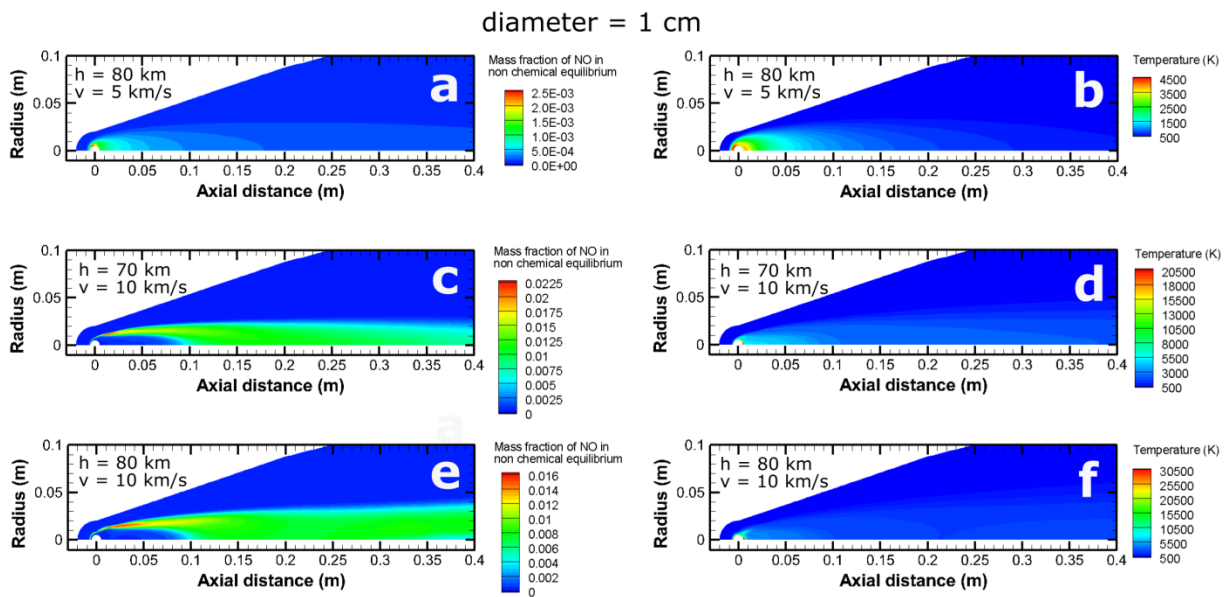 diameter = 1 cm
h = 80 km
v = 5 km/s
a
Radius (m)
0.1
0.05
0
0 0.05 0.1 0.15 0.2 0.25 0.3 0.35 0.4
Axial distance (m)
Mass fraction of NO in
non chemical equilibrium
2.5E-03
2.0E-03
1.5E-03
1.0E-03
5.0E-04
0.0E+00
h = 80 km
v = 5 km/s
b
Radius (m)
0.1
0.05
0
0 0.05 0.1 0.15 0.2 0.25 0.3 0.35 0.4
Axial distance (m)
Temperature (K)
4500
3500
2500
1500
500
h = 70 km
v = 10 km/s
c
Radius (m)
0.1
0.05
0
0 0.05 0.1 0.15 0.2 0.25 0.3 0.35 0.4
Axial distance (m)
Mass fraction of NO in
non chemical equilibrium
0.0225
0.02
0.0175
0.015
0.0125
0.01
0.0075
0.005
0.0025
0
h = 70 km
v = 10 km/s
d
Radius (m)
0.1
0.05
0
0 0.05 0.1 0.15 0.2 0.25 0.3 0.35 0.4
Axial distance (m)
Temperature (K)
20500
18000
15500
13000
10500
8000
5500
3000
500
a
h = 80 km
v = 10 km/s
e
Radius (m)
0.1
0.05
0
0 0.05 0.1 0.15 0.2 0.25 0.3 0.35 0.4
Axial distance (m)
Mass fraction of NO in
non chemical equilibrium
0.016
0.014
0.012
0.01
0.008
0.006
0.004
0.002
0
h = 80 km
v = 10 km/s
f
Radius (m)
0.1
0.05
0
0 0.05 0.1 0.15 0.2 0.25 0.3 0.35 0.4
Axial distance (m)
Temperature (K)
30500
25500
20500
15500
10500
5500
500